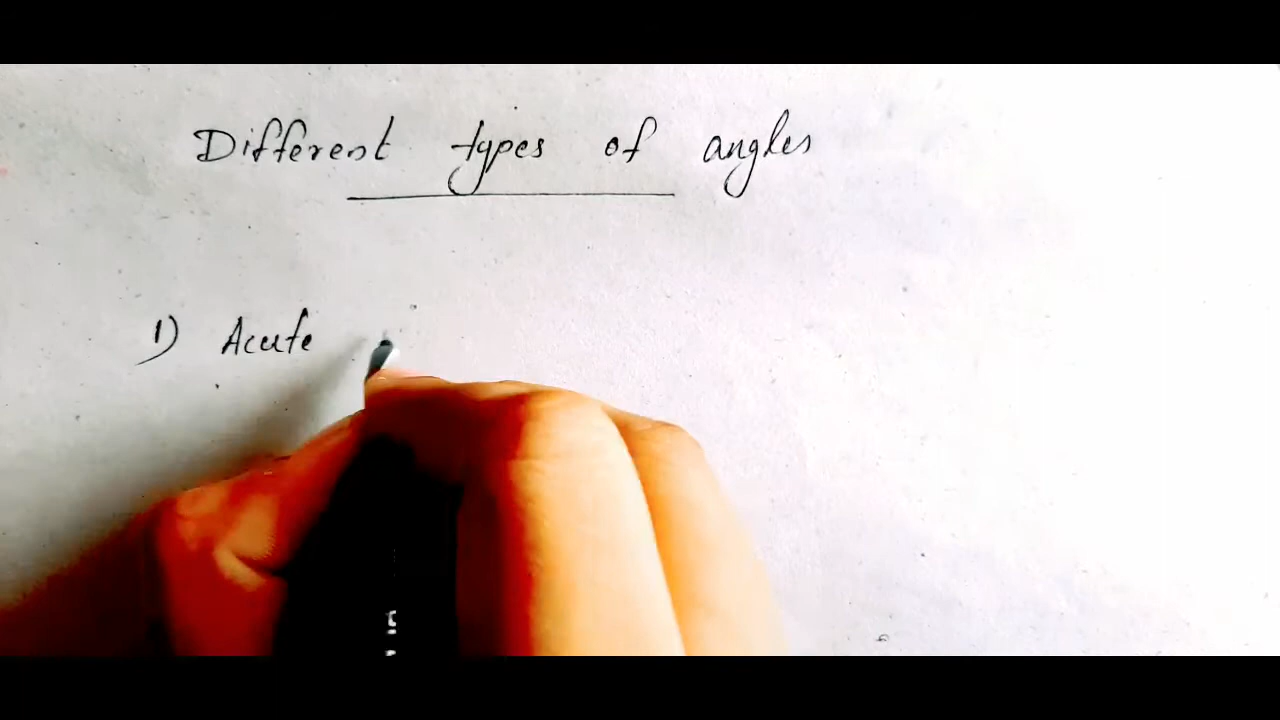 Different types of angles
1) Acute